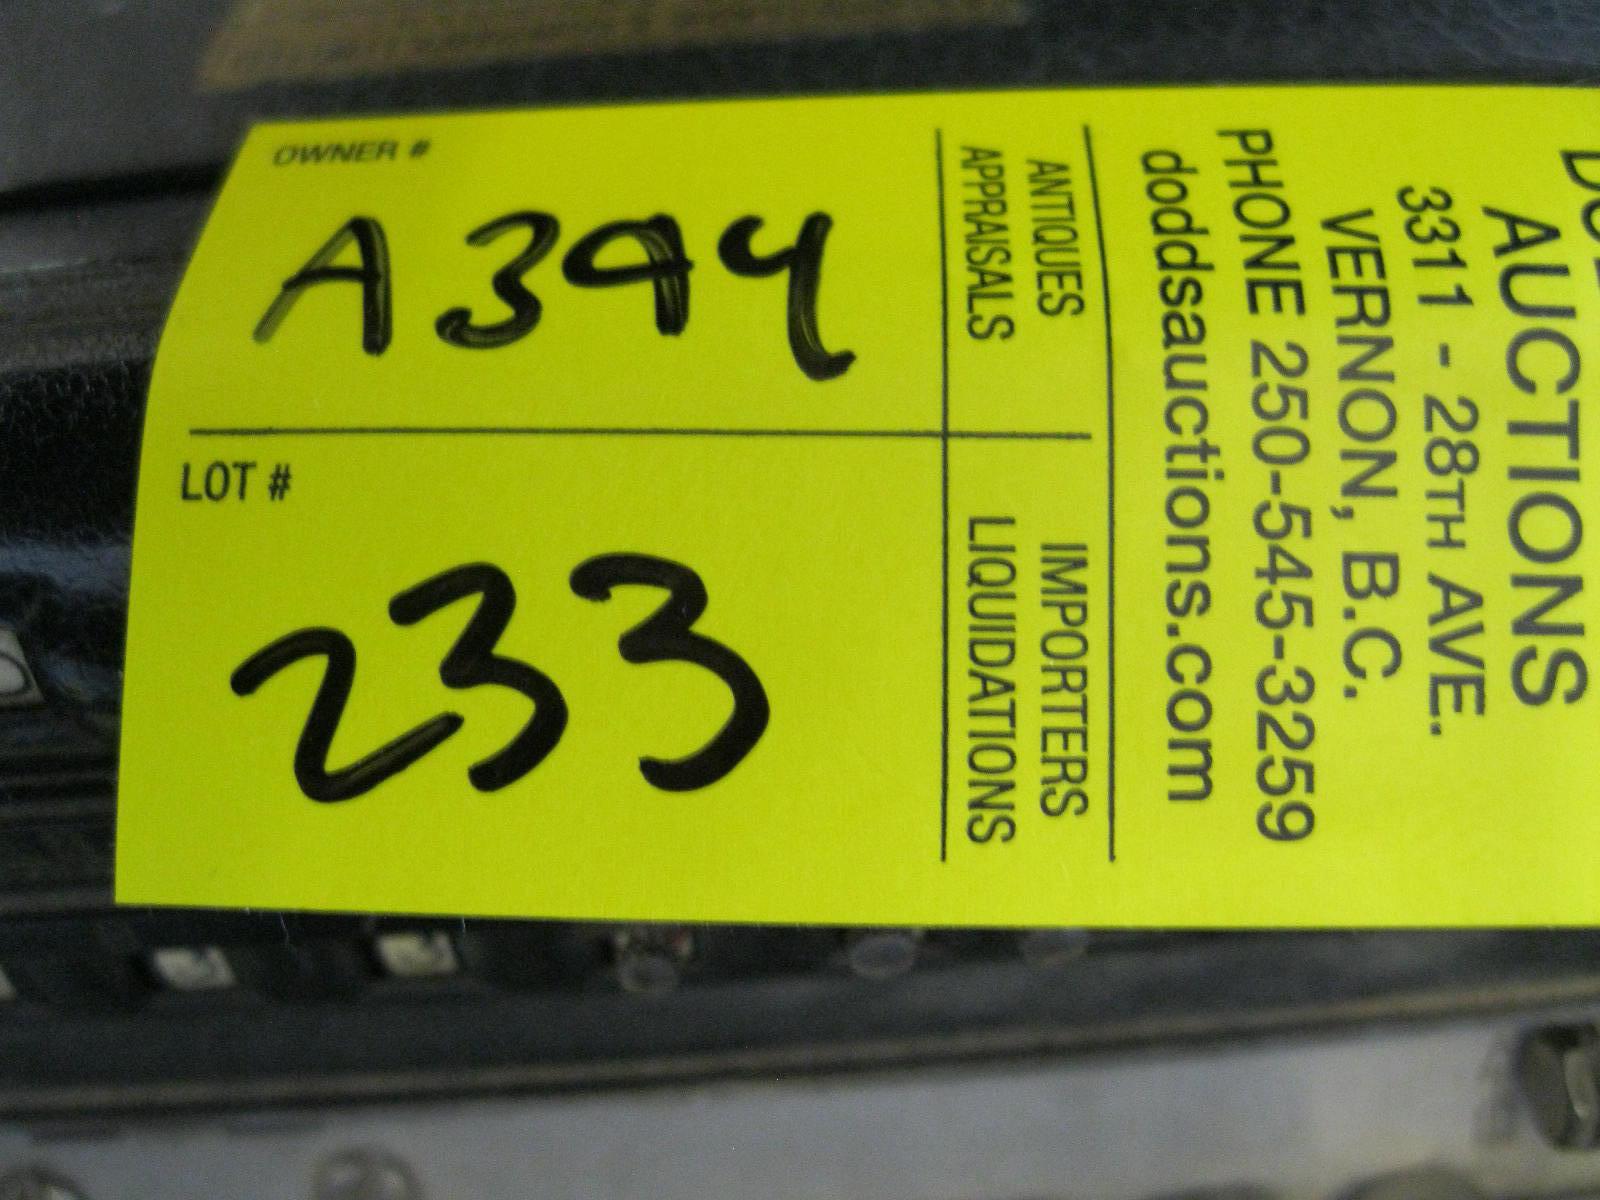 OWNER #
A394
LOT #
233
ANTIQUES
APPRAISALS
IMPORTERS
LIQUIDATIONS
AUCTIONS
3311 - 28TH AVE.
VERNON, B.C.
PHONE 250-545-3259
doddsauctions.com